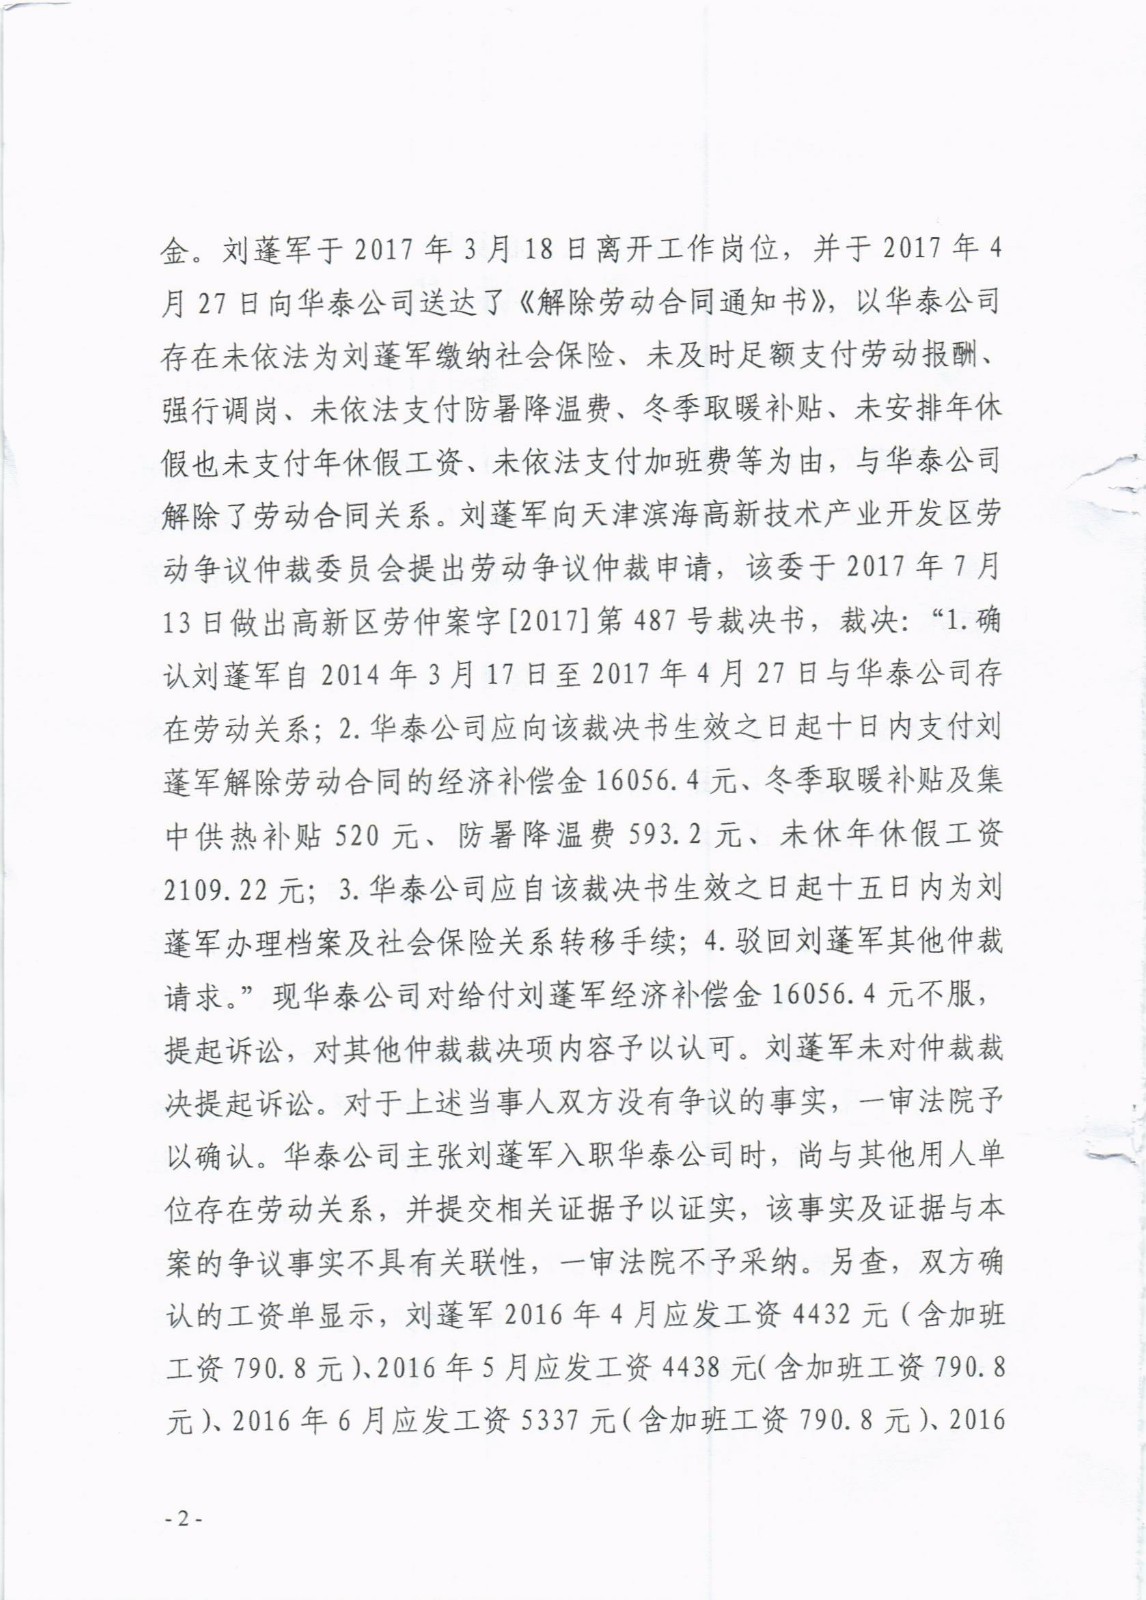 金。刘蓬军于 2017 年 3 月 18 日离开工作岗位，并于 2017 年 4
月 27 日向华泰公司送达了《解除劳动合同通知书》，以华泰公司
存在未依法为刘蓬军缴纳社会保险、未及时足额支付劳动报酬、
强行调岗、未依法支付防暑降温费、冬季取暖补贴、未安排年休
假也未支付年休假工资、未依法支付加班费等为由，与华泰公司
解除了劳动合同关系。刘蓬军向天津滨海高新技术产业开发区劳
动争议仲裁委员会提出劳动争议仲裁申请，该委于 2017 年 7 月
13 日做出高新区劳仲案字[2017]第 487 号裁决书，裁决：“1.确
认刘蓬军自 2014 年 3 月 17 日至 2017 年 4 月 27 日与华泰公司存
在劳动关系；2. 华泰公司应向该裁决书生效之日起十日内支付刘
蓬军解除劳动合同的经济补偿金 16056.4 元、冬季取暖补贴及集
中供热补贴 520 元、防暑降温费 593.2 元、未休年休假工资
2109.22 元；3. 华泰公司应自该裁决书生效之日起十五日内为刘
蓬军办理档案及社会保险关系转移手续；4. 驳回刘蓬军其他仲裁
请求。”现华泰公司对给付刘蓬军经济补偿金 16056.4 元不服，
提起诉讼，对其他仲裁裁决项内容予以认可。刘蓬军未对仲裁裁
决提起诉讼。对于上述当事人双方没有争议的事实，一审法院予
以确认。华泰公司主张刘蓬军入职华泰公司时，尚与其他用人单
位存在劳动关系，并提交相关证据予以证实，该事实及证据与本
案的争议事实不具有关联性，一审法院不予采纳。另查，双方确
认的工资单显示，刘蓬军 2016 年 4 月应发工资 4432 元（含加班
工资 790.8 元）、2016 年 5 月应发工资 4438 元（含加班工资 790.8
元）、2016 年 6 月应发工资 5337 元（含加班工资 790.8 元）、2016
- 2 -